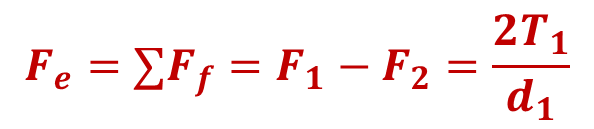 F_e = ∑F_f = F_1 − F_2 = 2T_1/d_1